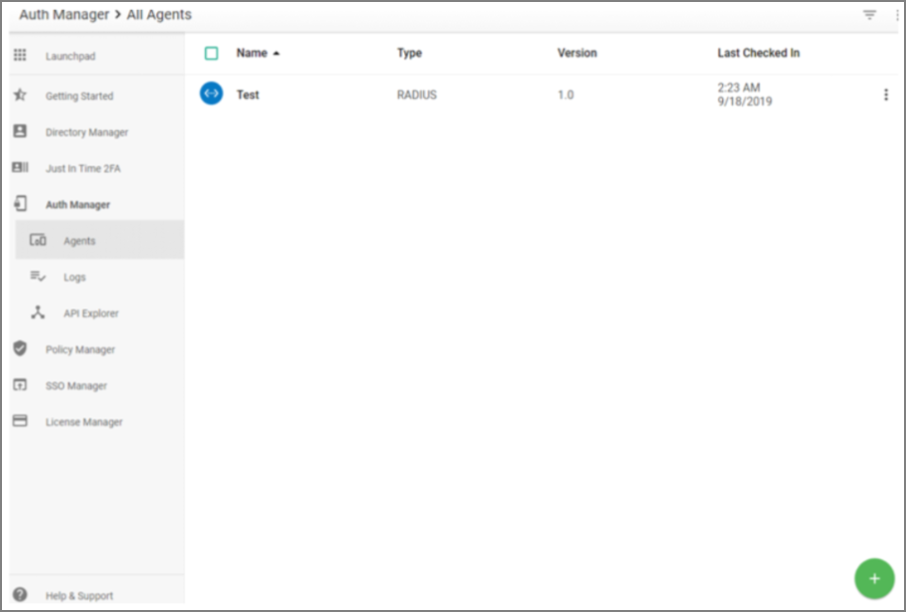 Auth Manager > All Agents
Launchpad
Getting Started
Directory Manager
Just In Time 2FA
Auth Manager
Agents
Logs
API Explorer
Policy Manager
SSO Manager
License Manager
Help & Support
Name Type Version Last Checked In
Test RADIUS 1.0 2:23 AM
9/18/2019
+